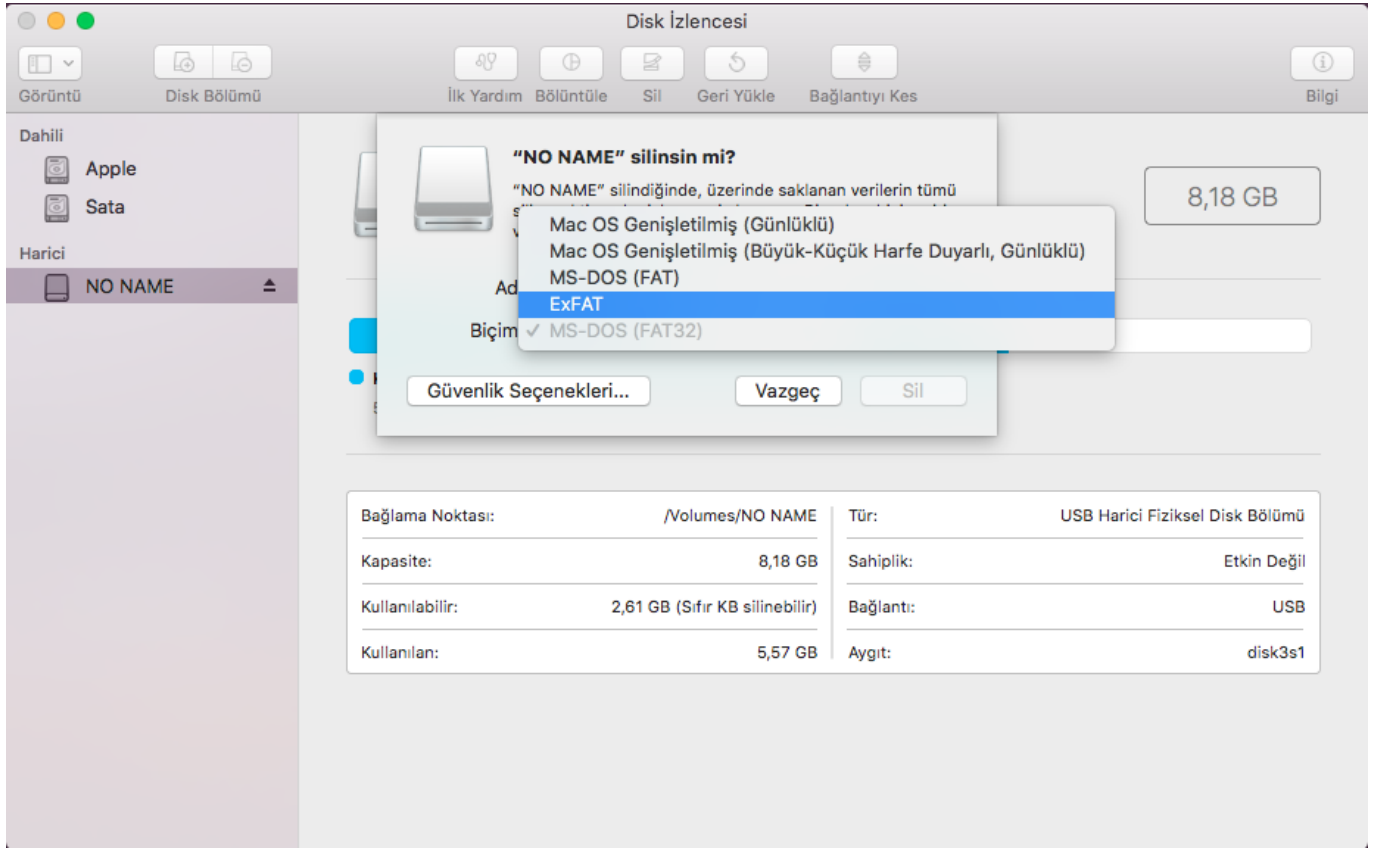 Disk İzlencesi
Görüntü
Disk Bölümü
İlk Yardım
Bölüntüle
Sil
Geri Yükle
Bağlantıyı Kes
Bilgi
Dahili
Apple
Sata
Harici
NO NAME
8,18 GB
“NO NAME” silinsin mi?
“NO NAME” silindiğinde, üzerinde saklanan verilerin tümü
Mac OS Genişletilmiş (Günlüklü)
Mac OS Genişletilmiş (Büyük-Küçük Harfe Duyarlı, Günlüklü)
MS-DOS (FAT)
Ad
ExFAT
Biçim
✓ MS-DOS (FAT32)
Güvenlik Seçenekleri...
Vazgeç
Sil
Bağlama Noktası: /Volumes/NO NAME
Tür: USB Harici Fiziksel Disk Bölümü
Kapasite: 8,18 GB
Sahiplik: Etkin Değil
Kullanılabilir: 2,61 GB (Sıfır KB silinebilir)
Bağlantı: USB
Kullanılan: 5,57 GB
Aygıt: disk3s1